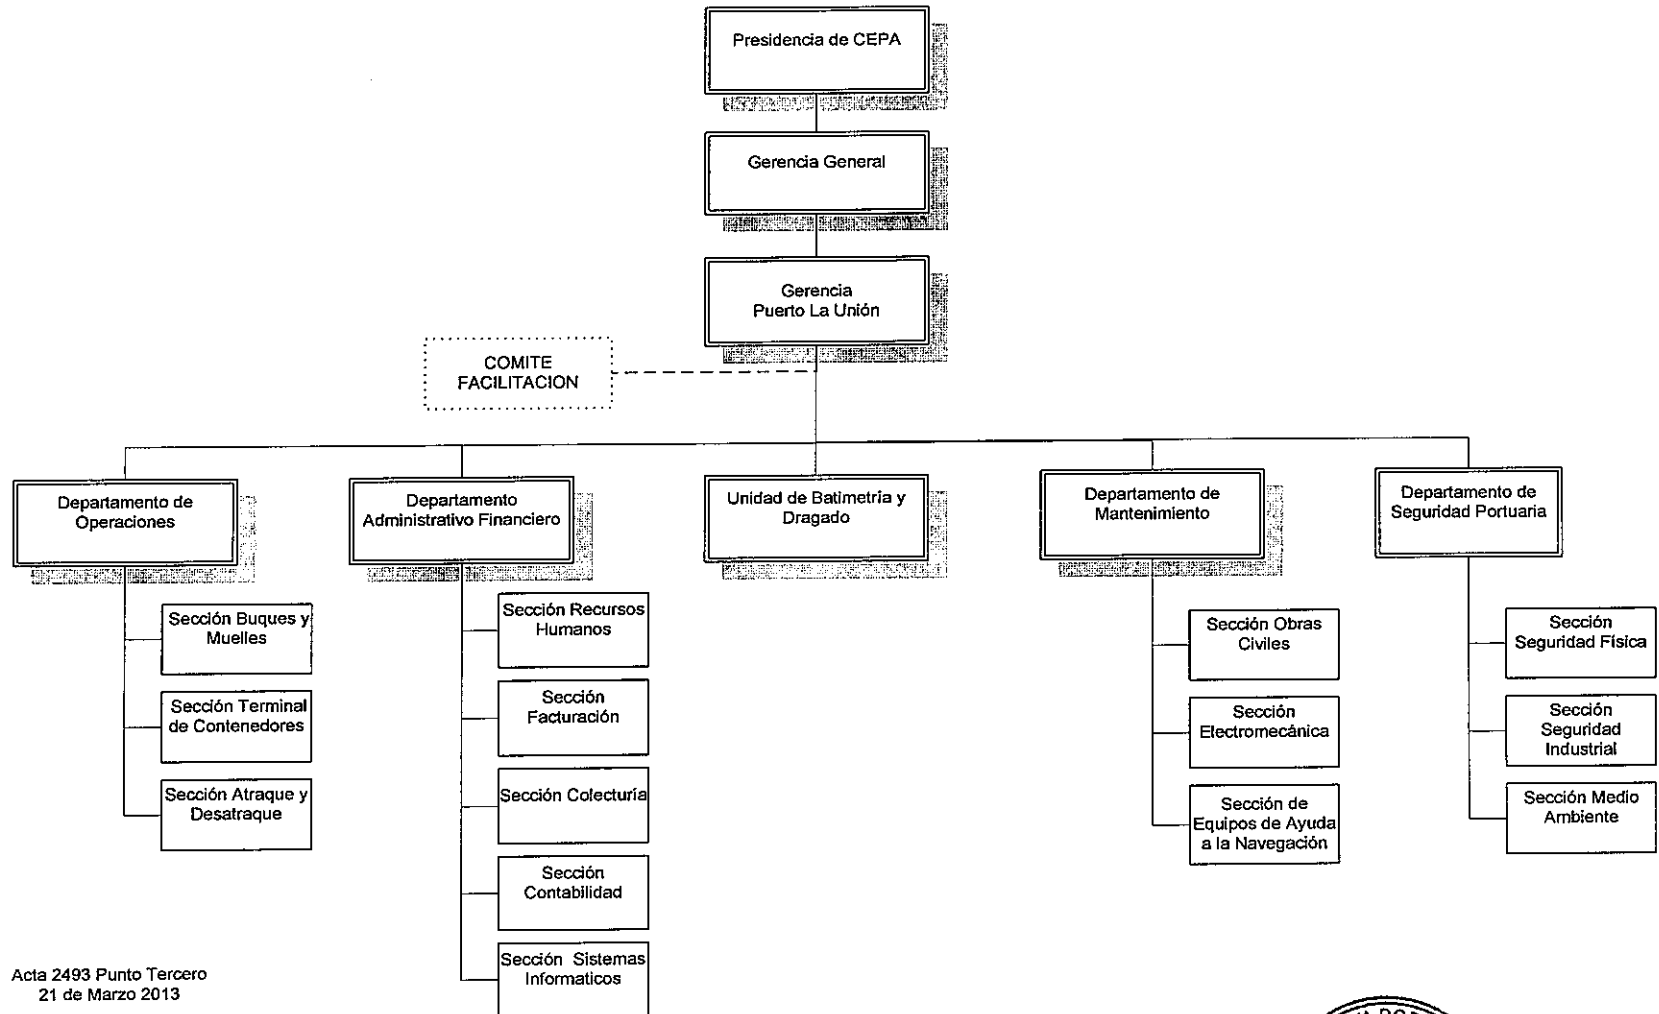 Presidencia de CEPA
Gerencia General
Gerencia
Puerto La Unión
COMITE
FACILITACION
Departamento de
Operaciones
Departamento
Administrativo Financiero
Unidad de Batimetría y
Dragado
Departamento de
Mantenimiento
Departamento de
Seguridad Portuaria
Sección Buques y
Muelles
Sección Terminal
de Contenedores
Sección Atraque y
Desatraque
Sección Recursos
Humanos
Sección
Facturación
Sección Colecturía
Sección
Contabilidad
Sección Sistemas
Informaticos
Sección Obras
Civiles
Sección
Electromecánica
Sección de
Equipos de Ayuda
a la Navegación
Sección
Seguridad Física
Sección
Seguridad
Industrial
Sección Medio
Ambiente
Acta 2493 Punto Tercero
21 de Marzo 2013